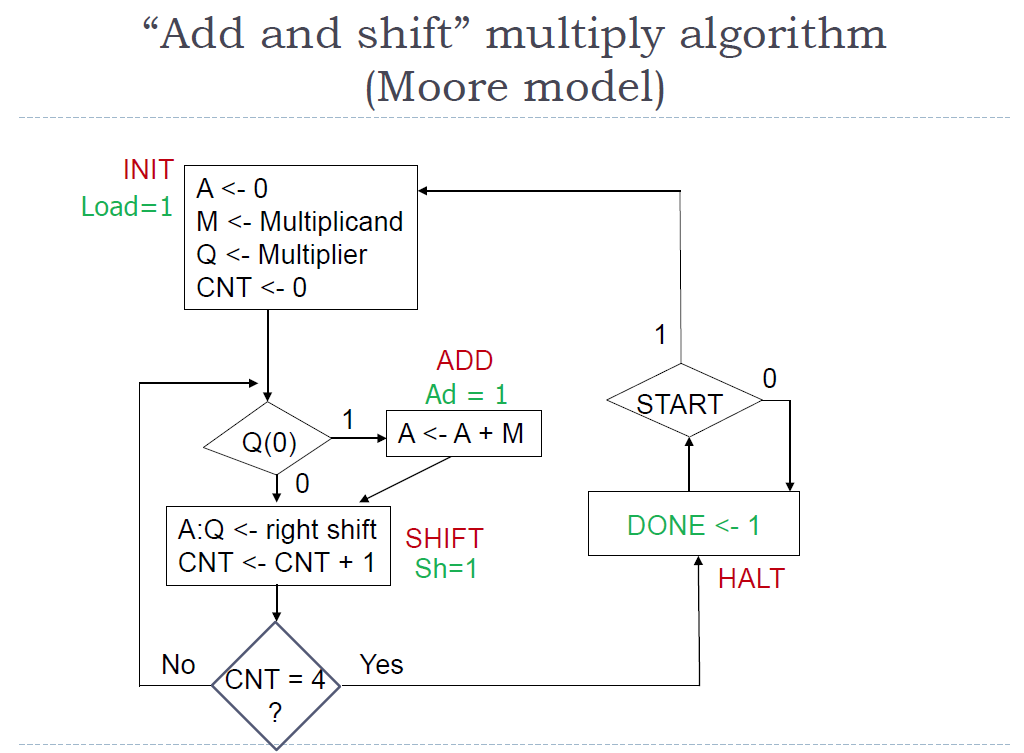 “Add and shift” multiply algorithm
(Moore model)
INIT
Load=1
A <- 0
M <- Multiplicand
Q <- Multiplier
CNT <- 0
ADD
Ad = 1
Q(0)
1
A <- A + M
0
A:Q <- right shift
CNT <- CNT + 1
SHIFT
Sh=1
No
CNT = 4
?
Yes
1
START
0
DONE <- 1
HALT